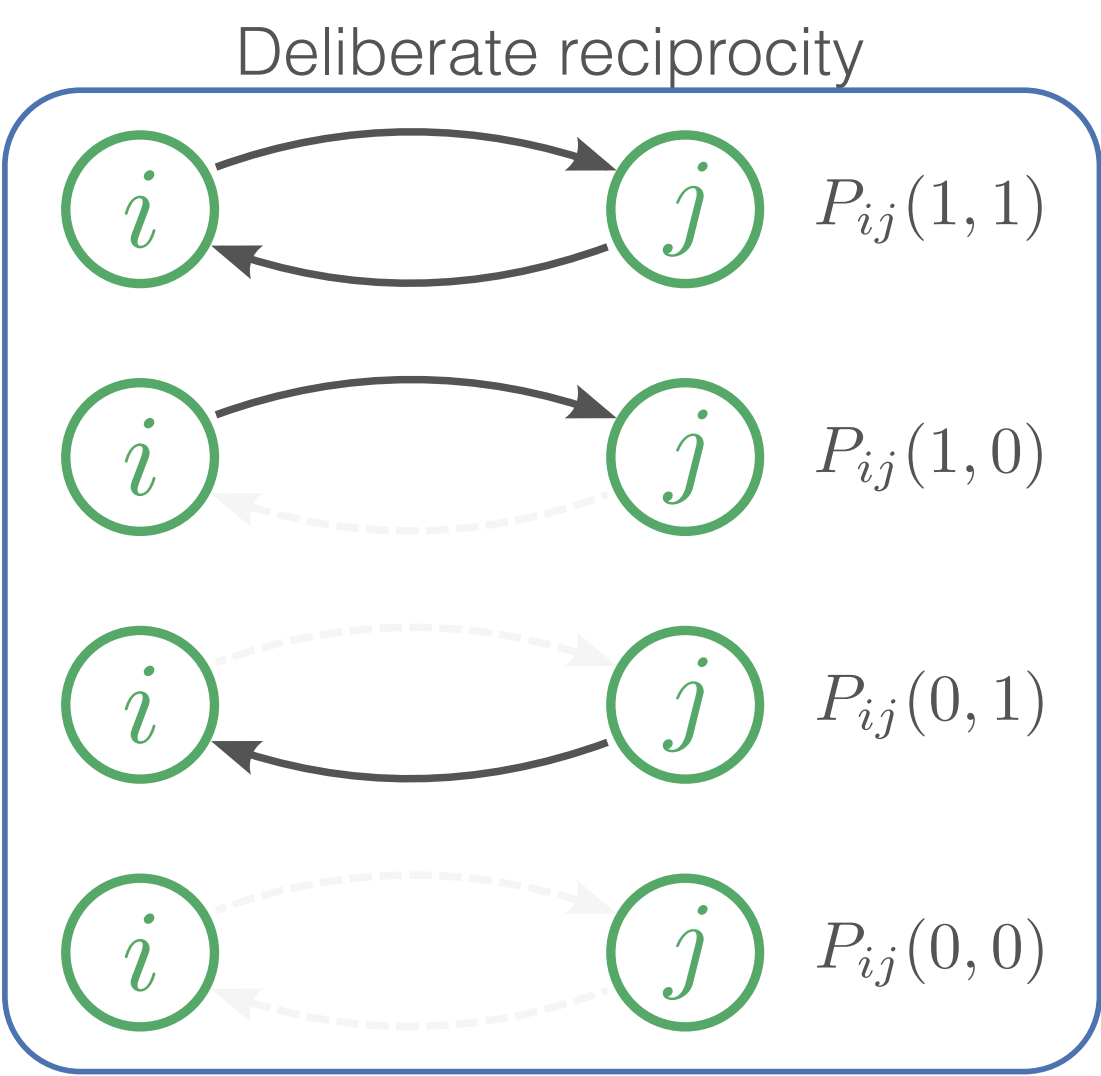 Deliberate reciprocity
i j P_{ij}(1, 1)
i j P_{ij}(1, 0)
i j P_{ij}(0, 1)
i j P_{ij}(0, 0)